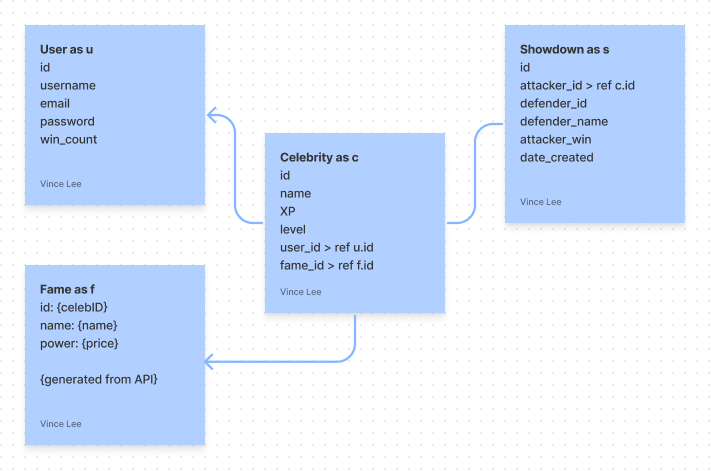 User as u
id
username
email
password
win_count
Vince Lee
Showdown as s
id
attacker_id > ref c.id
defender_id
defender_name
attacker_win
date_created
Vince Lee
Celebrity as c
id
name
XP
level
user_id > ref u.id
fame_id > ref f.id
Vince Lee
Fame as f
id: {celebID}
name: {name}
power: {price}
{generated from API}
Vince Lee